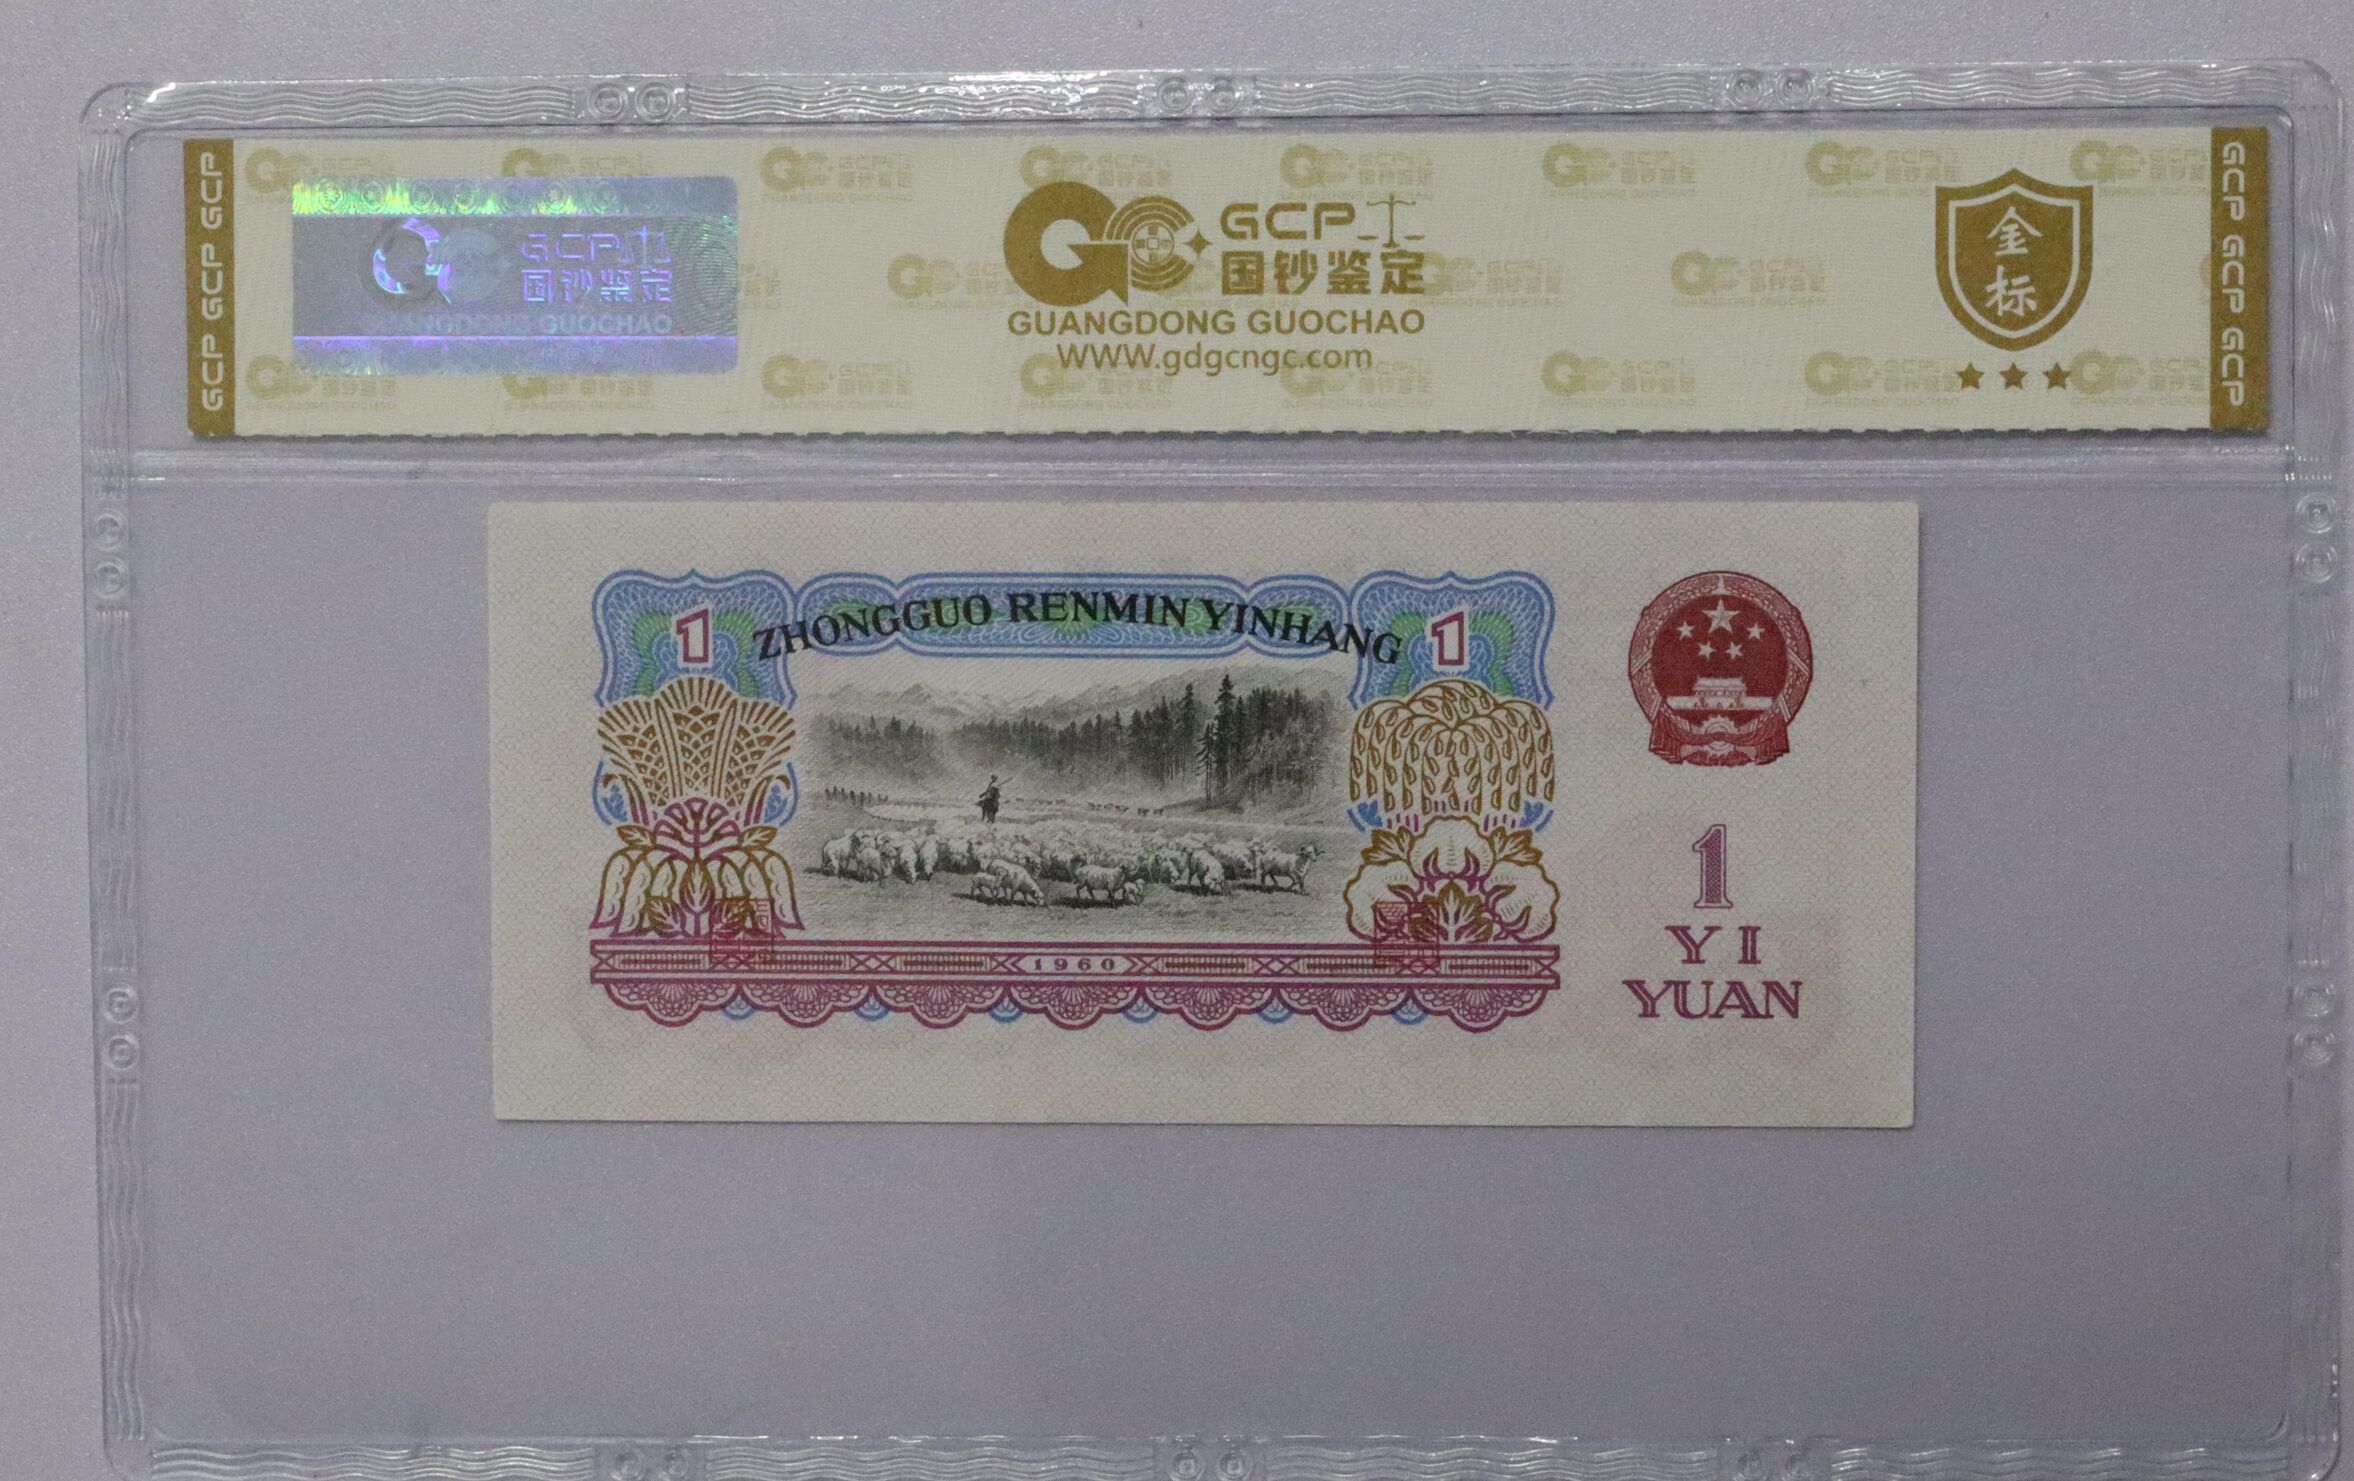 GCP GCP GCP
GCP
国钞鉴定
GUANGDONG GUOCHAO
GCP
国钞鉴定
GUANGDONG GUOCHAO
WWW.gdgcngc.com
金
标
GCP GCP GCP
1
ZHONGGUO RENMIN YINHANG
1
1960
1
YI
YUAN